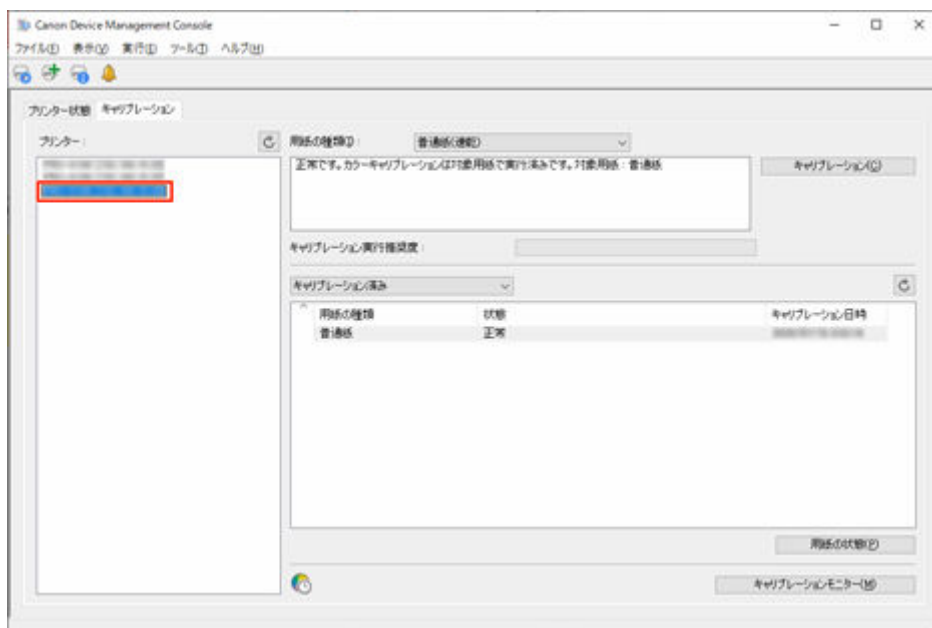 Canon Device Management Console
ファイル(F) 表示(V) 実行(E) ツール(T) ヘルプ(H)
プリンター状態 キャリブレーション
プリンター:
用紙の種類(I): 普通紙(速乾)
正常です。カラーキャリブレーションは対象用紙で実行済みです。対象用紙:普通紙
キャリブレーション(C)
キャリブレーション実行推奨度:
キャリブレーション済み
用紙の種類 状態 キャリブレーション日時
普通紙 正常
用紙の状態(P)
キャリブレーションモニター(M)